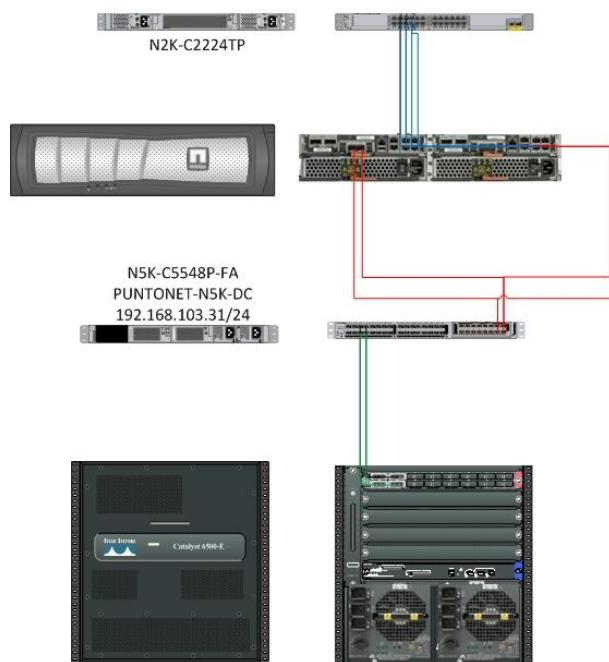 N2K-C2224TP
N5K-C5548P-FA
PUNTONET-N5K-DC
192.168.103.31/24
Catalyst 6500-E